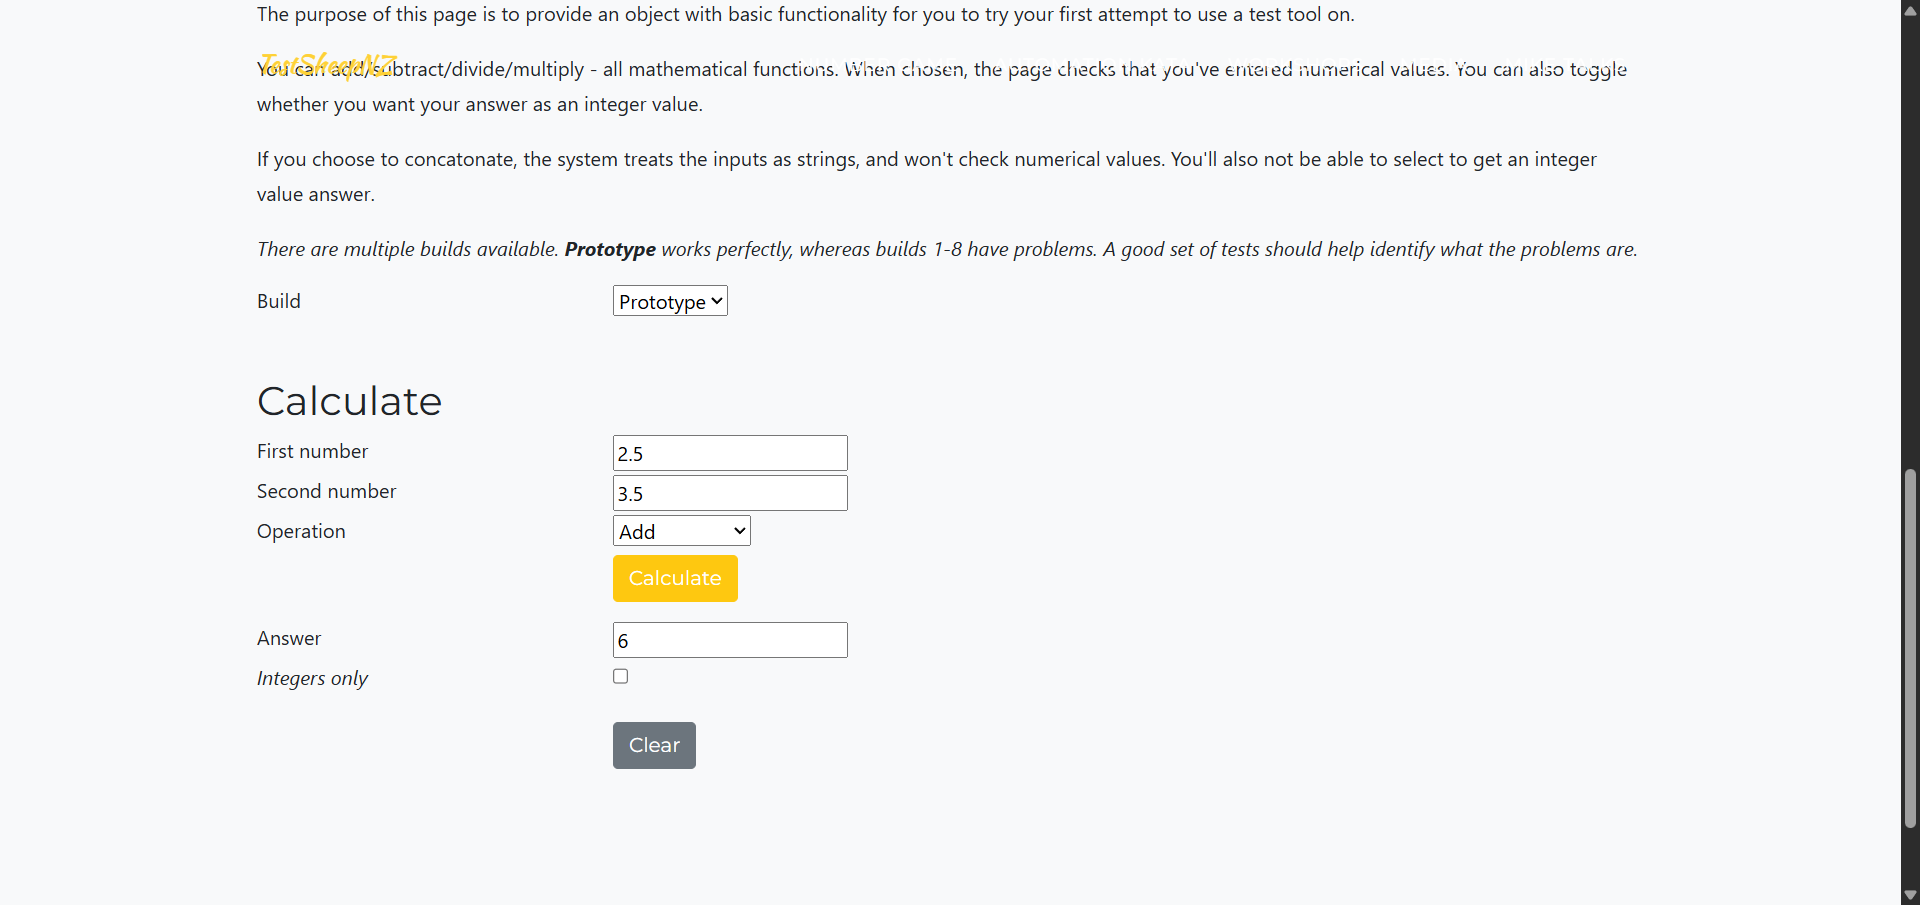 The purpose of this page is to provide an object with basic functionality for you to try your first attempt to use a test tool on.
TestSheepNZ
You can add/subtract/divide/multiply - all mathematical functions. When chosen, the page checks that you've entered numerical values. You can also toggle
whether you want your answer as an integer value.
If you choose to concatonate, the system treats the inputs as strings, and won't check numerical values. You'll also not be able to select to get an integer
value answer.
There are multiple builds available. Prototype works perfectly, whereas builds 1-8 have problems. A good set of tests should help identify what the problems are.
Build
Prototype
Calculate
First number
2.5
Second number
3.5
Operation
Add
Calculate
Answer
6
Integers only
Clear